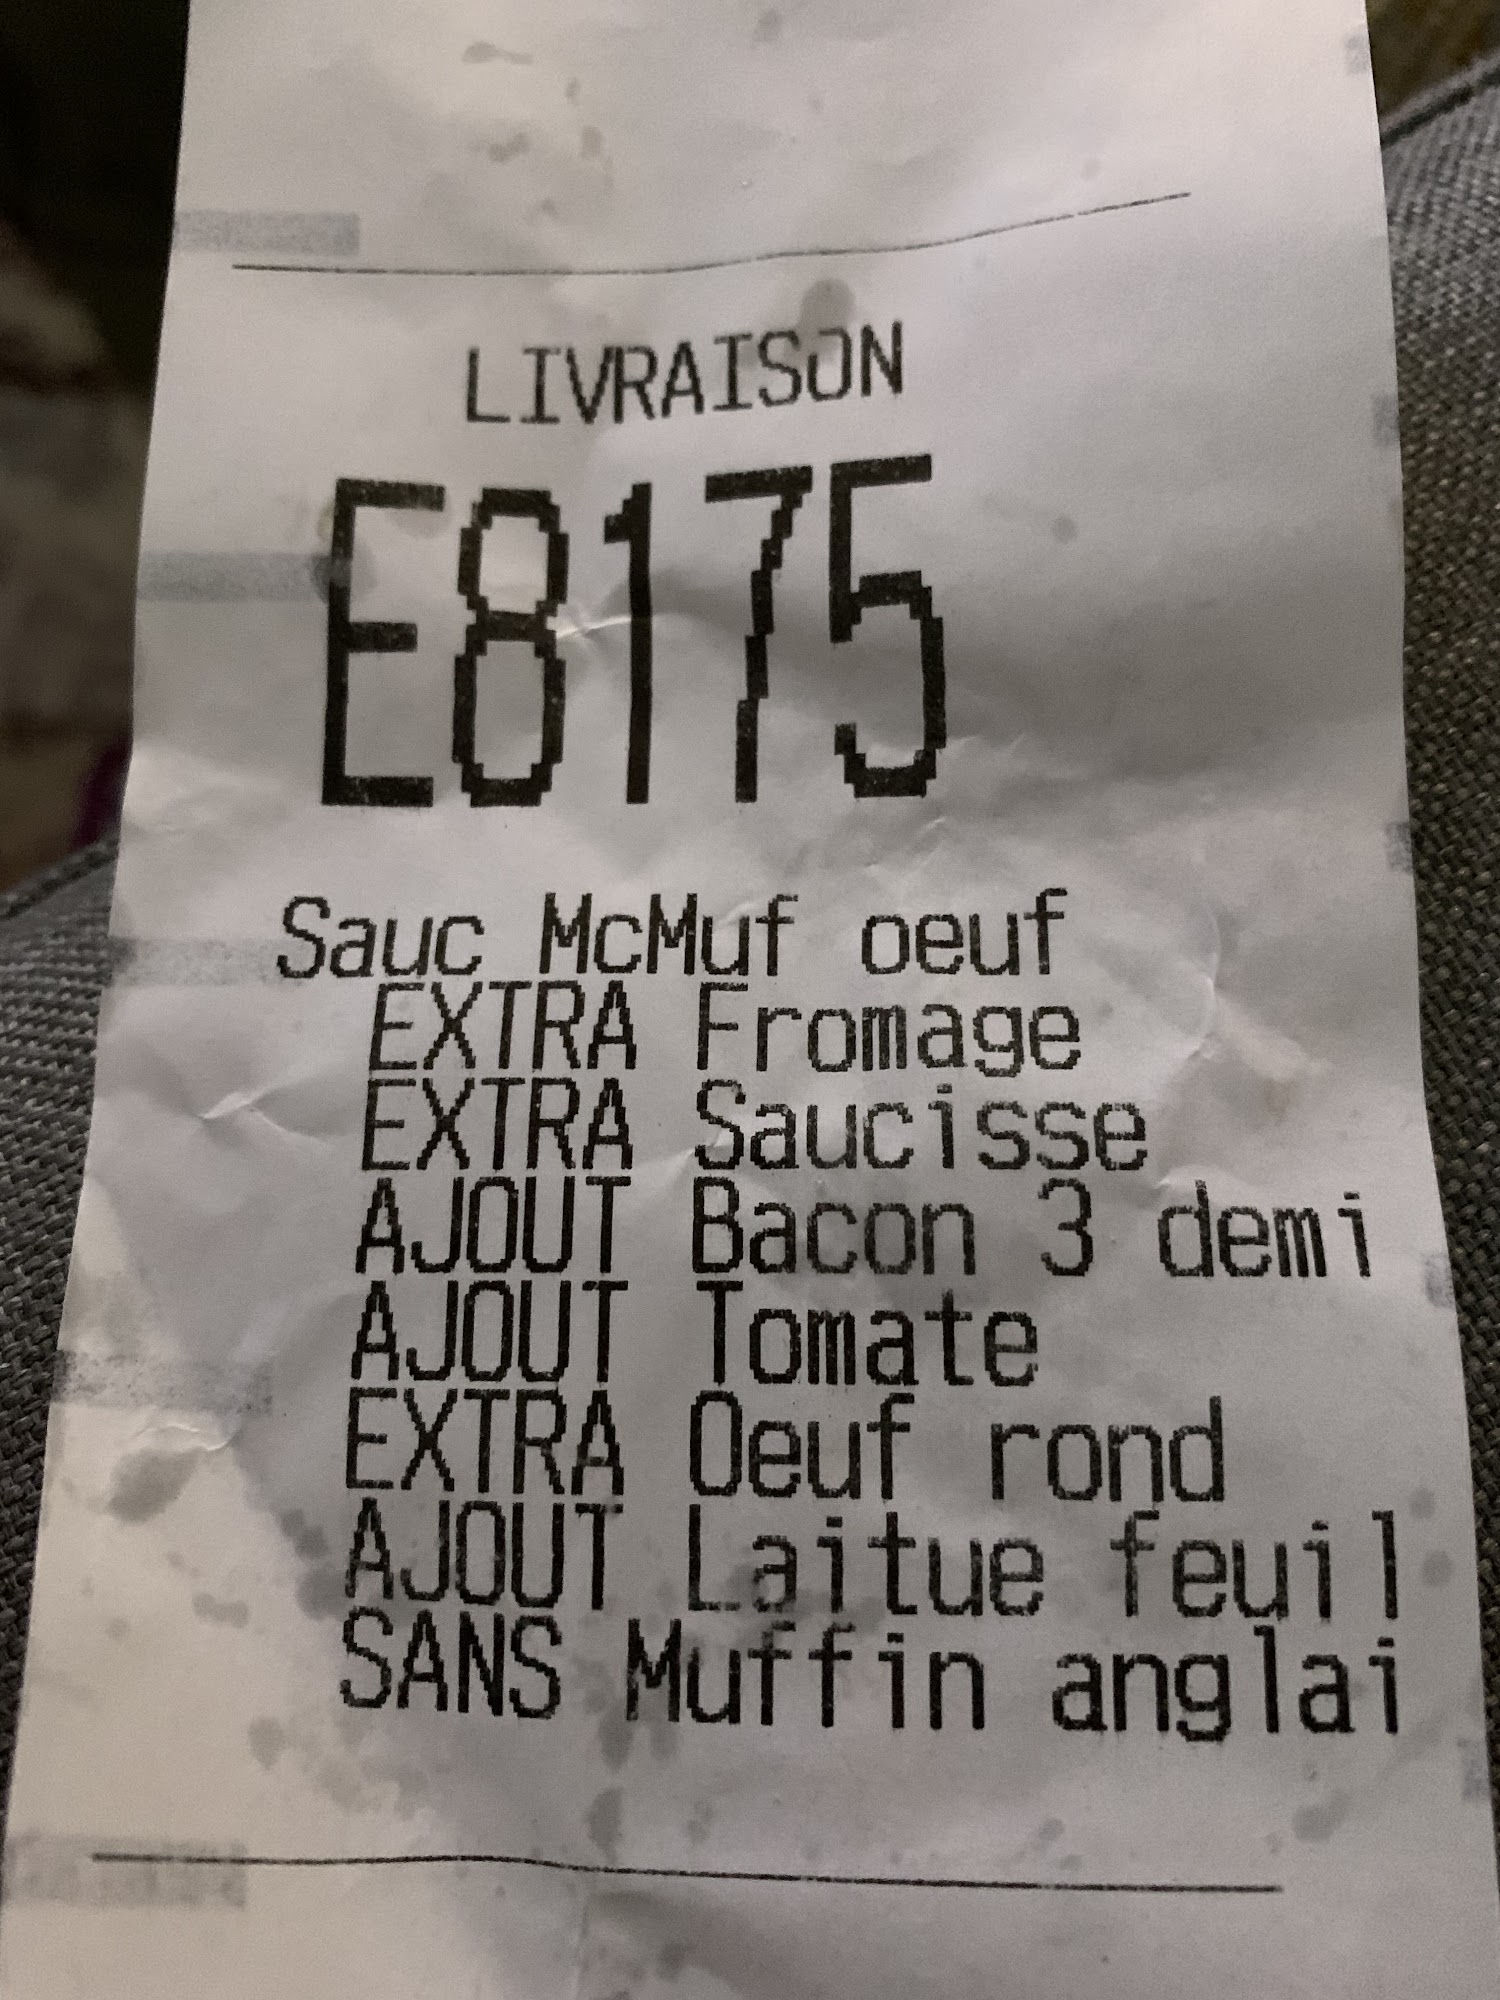 LIVRAISON
E8175
Sauc McMuf oeuf
EXTRA Fromage
EXTRA Saucisse
AJOUT Bacon 3 demi
AJOUT Tomate
EXTRA Oeuf rond
AJOUT Laitue feuil
SANS Muffin anglai